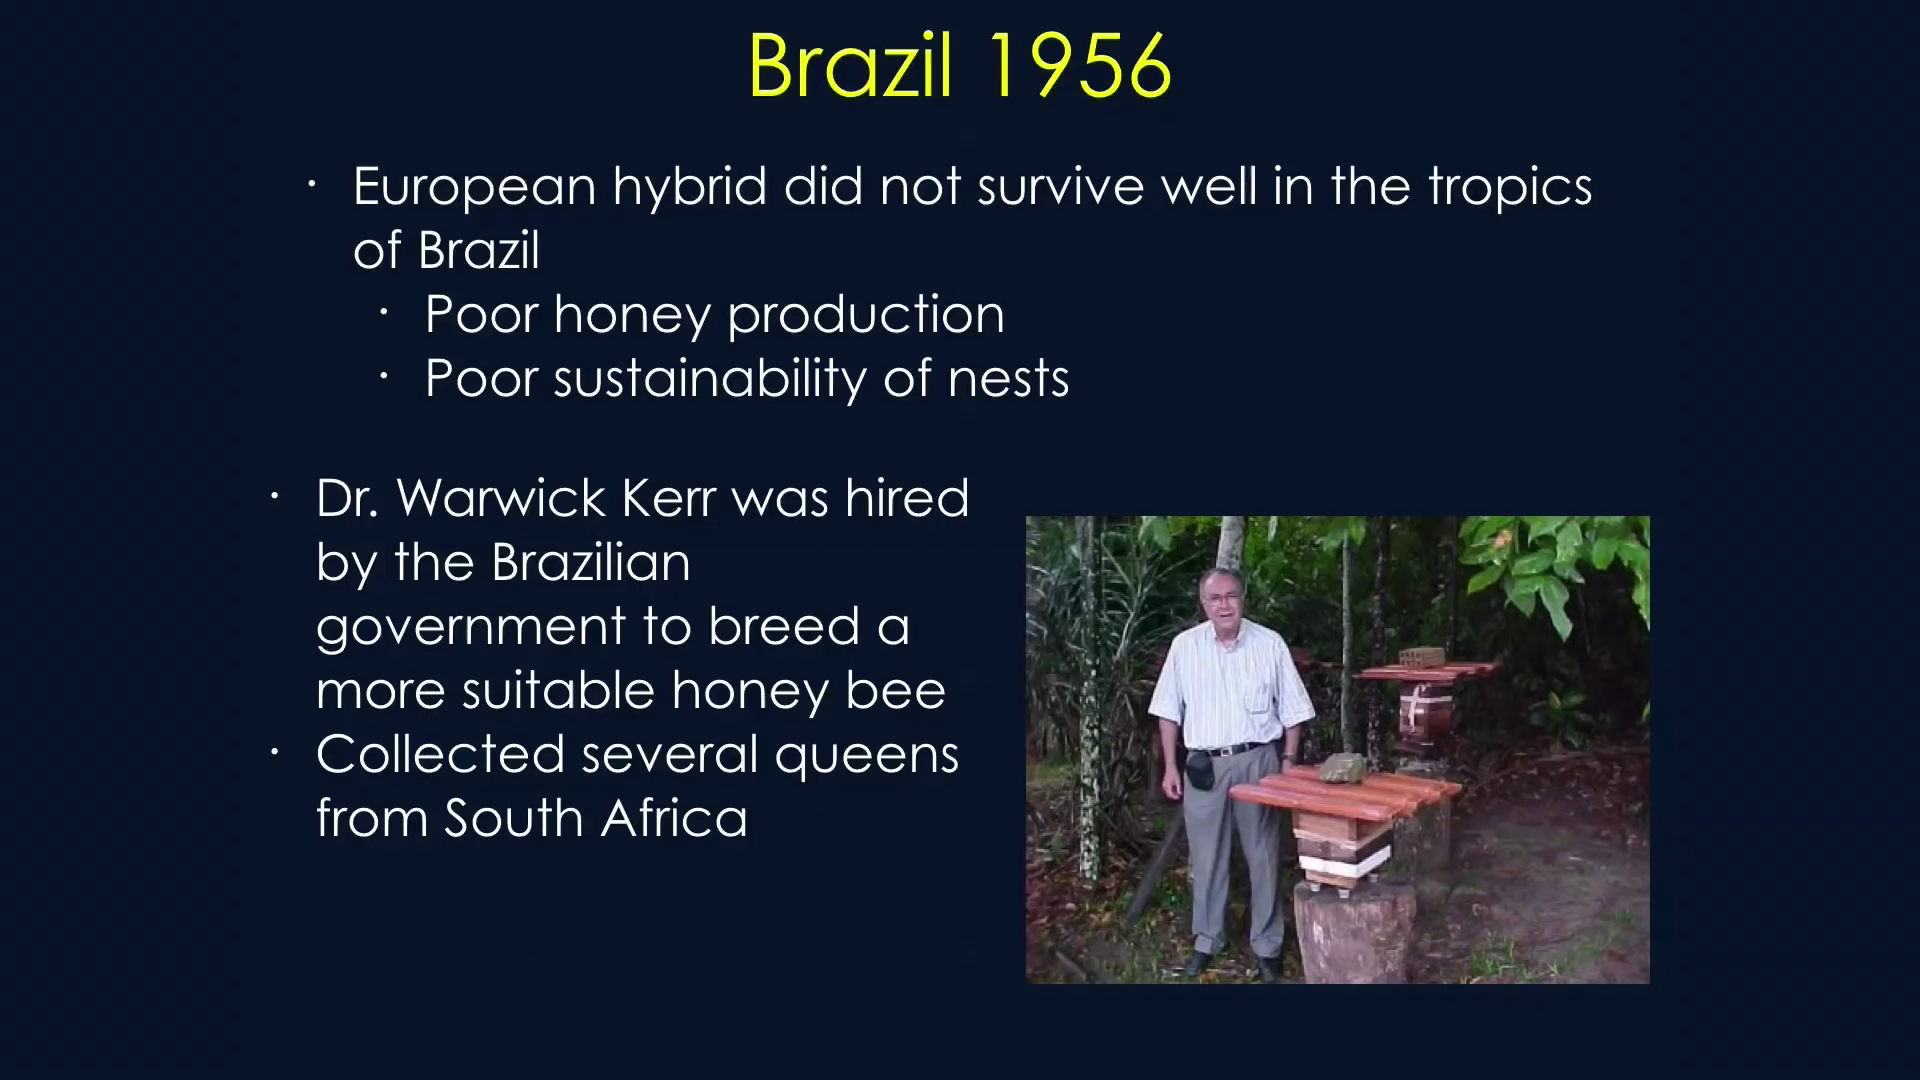 Brazil 1956
· European hybrid did not survive well in the tropics
of Brazil
· Poor honey production
· Poor sustainability of nests
· Dr. Warwick Kerr was hired
by the Brazilian
government to breed a
more suitable honey bee
· Collected several queens
from South Africa